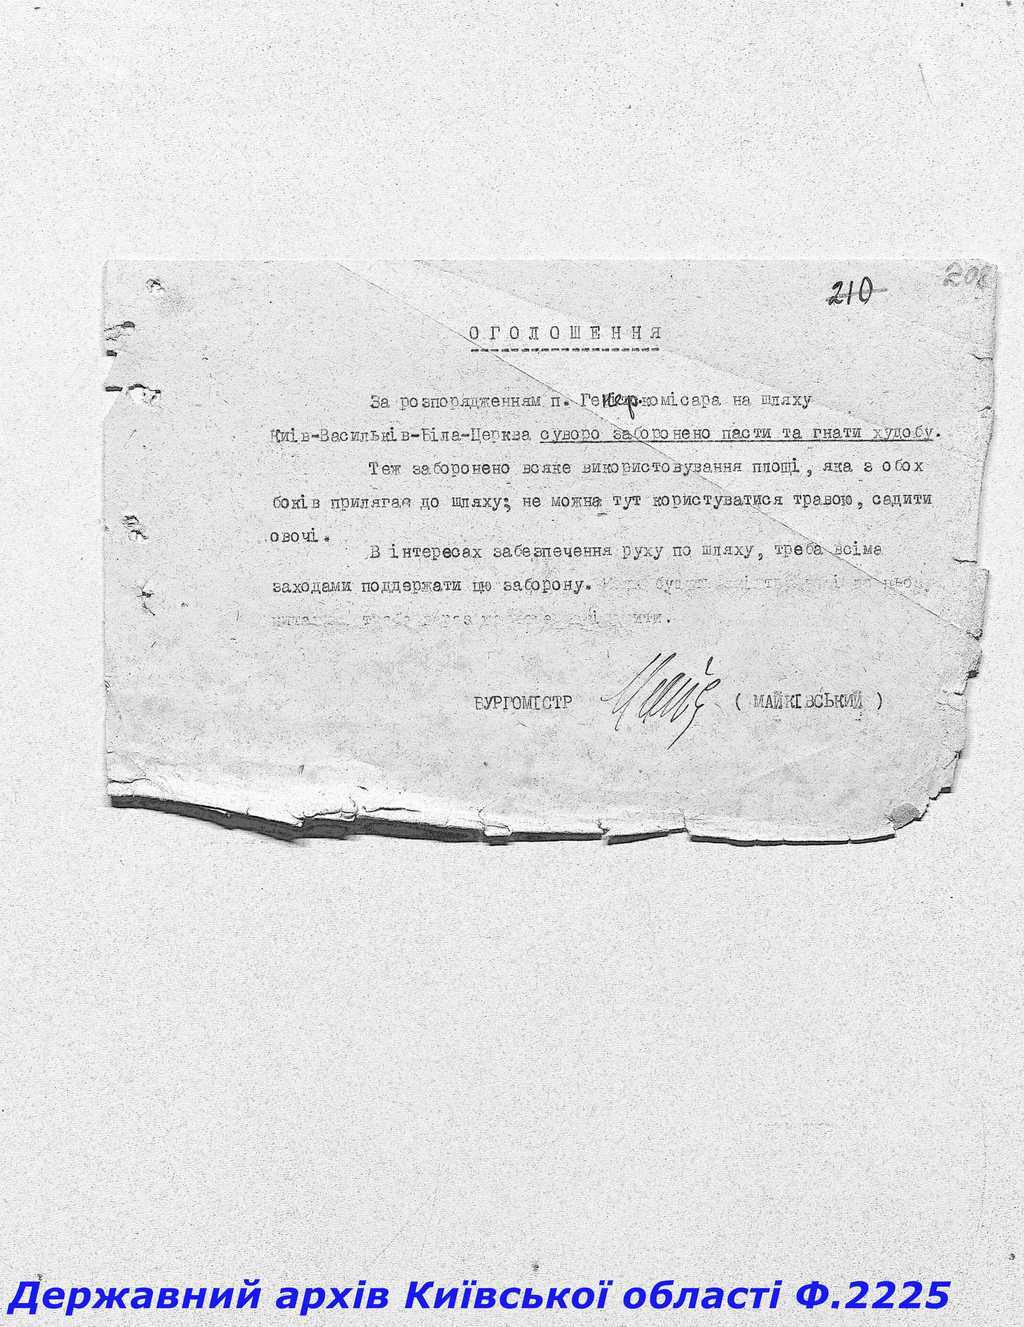 210
208
ОГОЛОШЕННЯ
За розпорядженням п. Генер.комісара на шляху
Київ-Васильків-Біла-Церква суворо заборонено пасти та гнати худобу.
Теж заборонено всяке використовування площі, яка з обох
боків прилягає до шляху; не можна тут користуватися травою, садити
овочі.
В інтересах забезпечення руху по шляху, треба всіма
заходами поддержати цю заборону.
БУРГОМІСТР ( МАЙКІВСЬКИЙ )
Державний архів Київської області Ф.2225